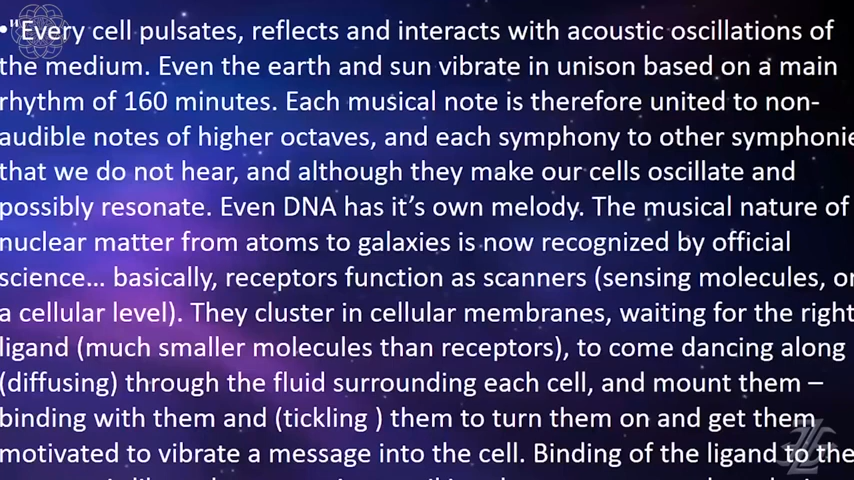 •"Every cell pulsates, reflects and interacts with acoustic oscillations of
the medium. Even the earth and sun vibrate in unison based on a main
rhythm of 160 minutes. Each musical note is therefore united to non-
audible notes of higher octaves, and each symphony to other symphonie
that we do not hear, and although they make our cells oscillate and
possibly resonate. Even DNA has it’s own melody. The musical nature of
nuclear matter from atoms to galaxies is now recognized by official
science… basically, receptors function as scanners (sensing molecules, on
a cellular level). They cluster in cellular membranes, waiting for the right
ligand (much smaller molecules than receptors), to come dancing along
(diffusing) through the fluid surrounding each cell, and mount them –
binding with them and (tickling ) them to turn them on and get them
motivated to vibrate a message into the cell. Binding of the ligand to the